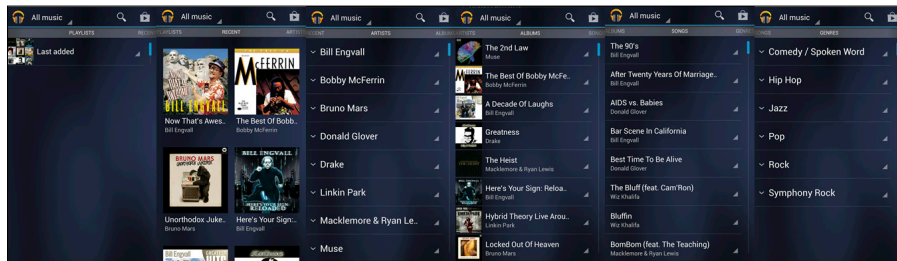 All music
PLAYLISTS
RECENT
Last added
All music
PLAYLISTS
RECENT
ARTISTS
BILL ENGVALL
Now That's Awes..
Bill Engvall
McFERRIN
The Best Of Bobb..
Bobby McFerrin
BRUNO MARS
Unorthodox Juke..
Bruno Mars
BILL ENGVALL
HERE'S YOUR SIGN:
RELOADED
Here's Your Sign:..
Bill Engvall
Bill Engvall
All music
RECENT
ARTISTS
ALBUMS
Bill Engvall
Bobby McFerrin
Bruno Mars
Donald Glover
Drake
Linkin Park
Macklemore & Ryan Le..
Muse
All music
ARTISTS
ALBUMS
SONGS
The 2nd Law
Muse
The Best Of Bobby McFe..
Bobby McFerrin
A Decade Of Laughs
Bill Engvall
Greatness
Drake
The Heist
Macklemore & Ryan Lewis
Here's Your Sign: Reloa..
Bill Engvall
Hybrid Theory Live Arou..
Linkin Park
Locked Out Of Heaven
Bruno Mars
All music
ALBUMS
SONGS
GENRES
The 90's
Bill Engvall
After Twenty Years Of Marriage..
Bill Engvall
AIDS vs. Babies
Donald Glover
Bar Scene In California
Bill Engvall
Best Time To Be Alive
Donald Glover
The Bluff (feat. Cam'Ron)
Wiz Khalifa
Bluffin
Wiz Khalifa
BomBom (feat. The Teaching)
Macklemore & Ryan Lewis
All music
SONGS
GENRES
Comedy / Spoken Word
Hip Hop
Jazz
Pop
Rock
Symphony Rock